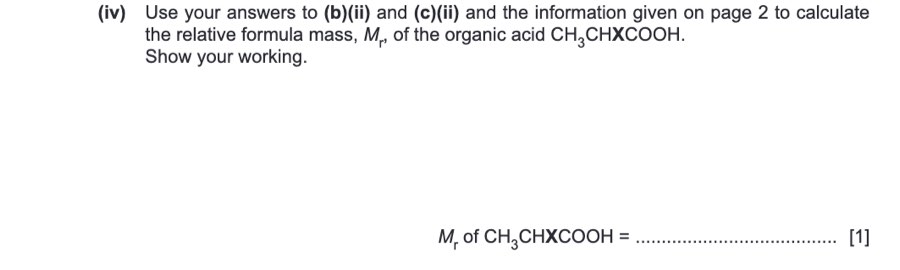 (iv) Use your answers to (b)(ii) and (c)(ii) and the information given on page 2 to calculate
the relative formula mass, Mᵣ, of the organic acid CH₃CHXCOOH.
Show your working.
Mᵣ of CH₃CHXCOOH = ........................................ [1]